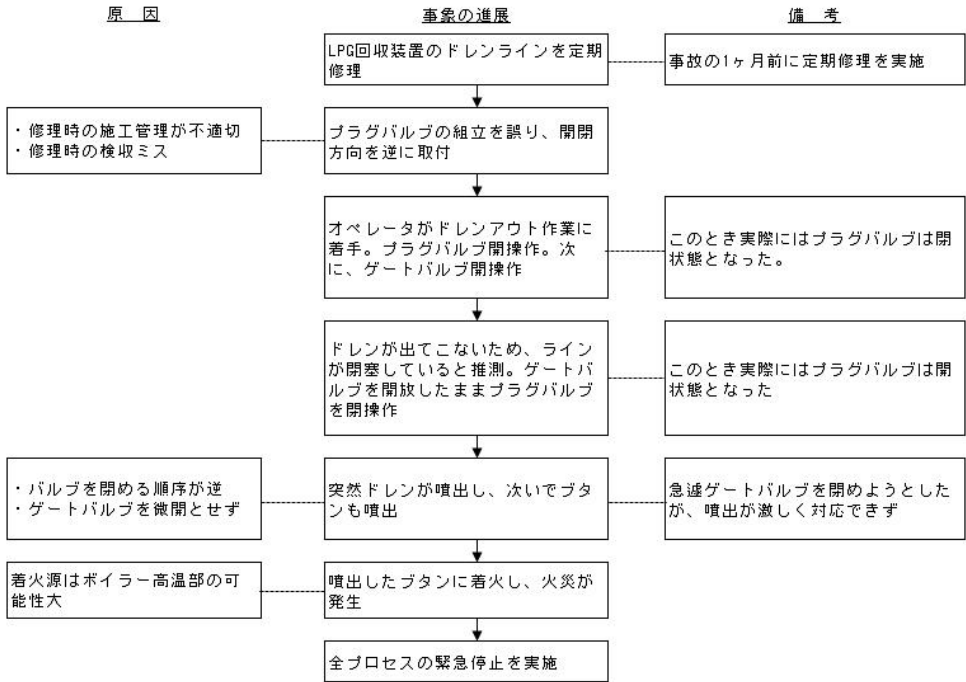 原　因
事象の進展
備　考
LPG回収装置のドレンラインを定期
修理
事故の1ヶ月前に定期修理を実施
・修理時の施工管理が不適切
・修理時の検収ミス
プラグバルブの組立を誤り、開閉
方向を逆に取付
オペレータがドレンアウト作業に
着手。プラグバルブ開操作。次
に、ゲートバルブ開操作
このとき実際にはプラグバルブは閉
状態となった。
ドレンが出てこないため、ライン
が閉塞していると推測。ゲートバ
ルブを開放したままプラグバルブ
を閉操作
このとき実際にはプラグバルブは開
状態となった
・バルブを閉める順序が逆
・ゲートバルブを微開とせず
突然ドレンが噴出し、次いでブタ
ンも噴出
急遽ゲートバルブを閉めようとした
が、噴出が激しく対応できず
着火源はボイラー高温部の可
能性大
噴出したブタンに着火し、火災が
発生
全プロセスの緊急停止を実施